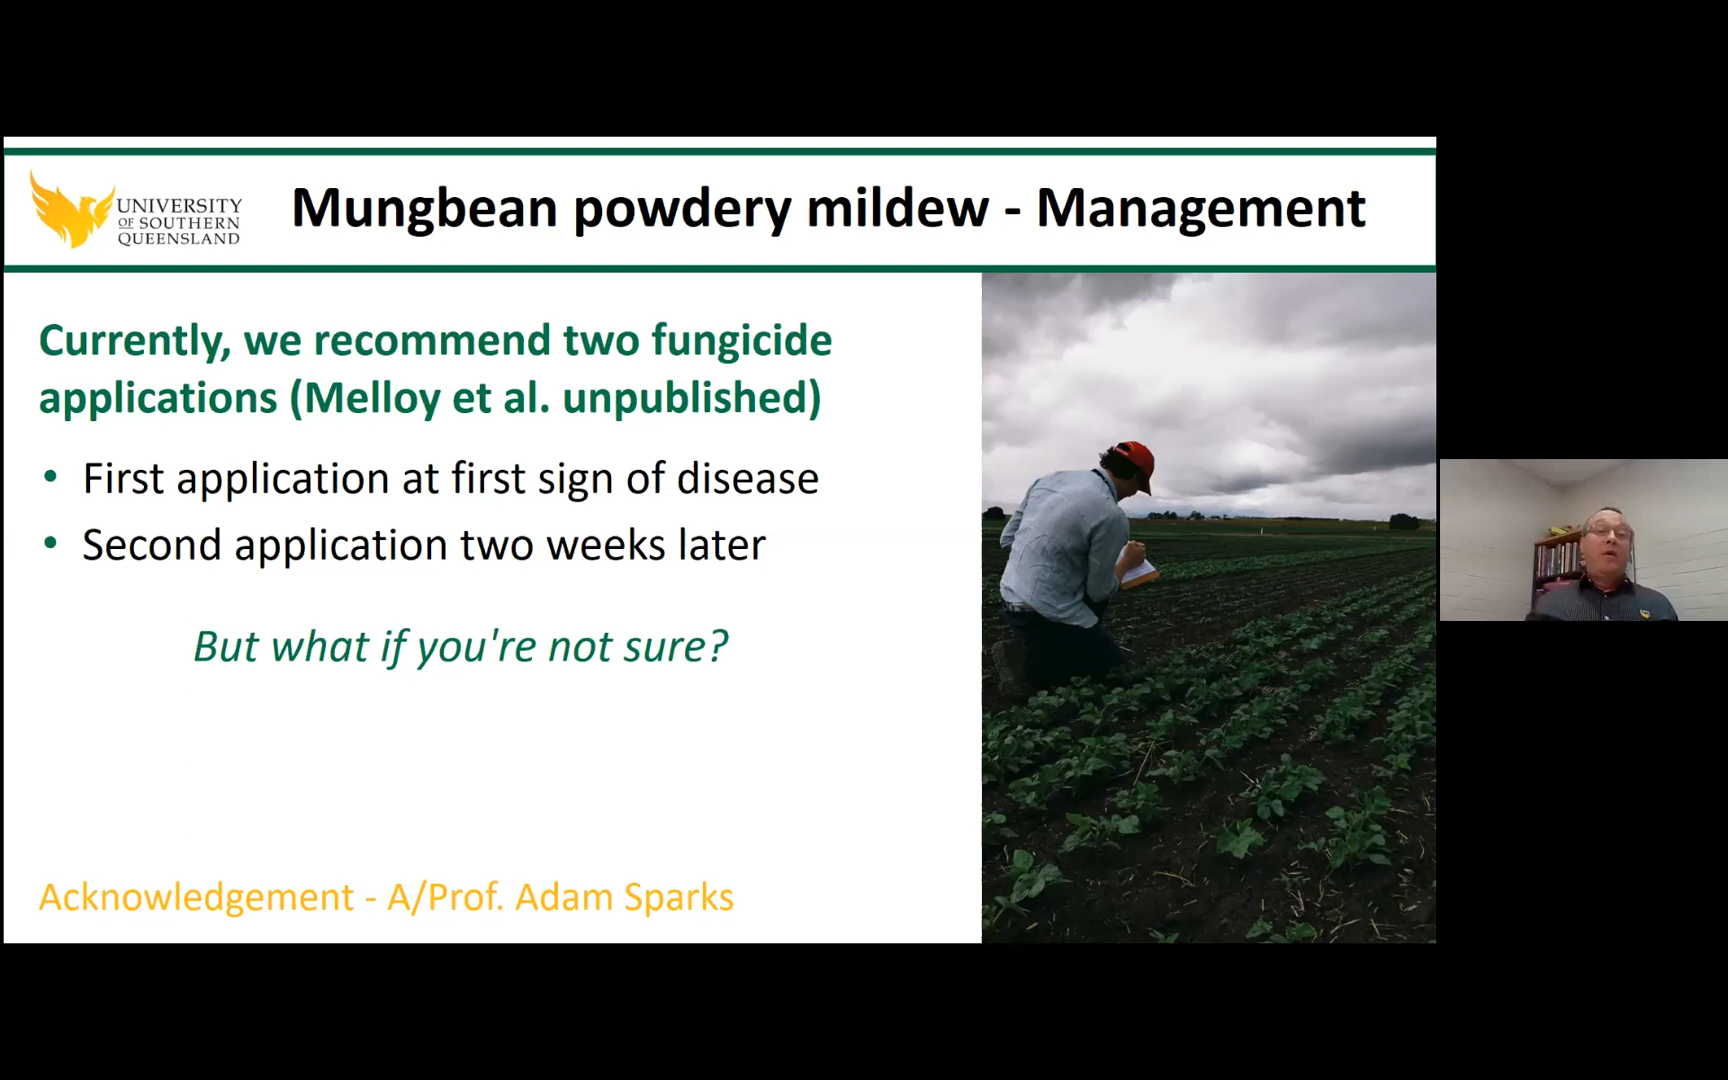 UNIVERSITY
OF SOUTHERN
QUEENSLAND
Mungbean powdery mildew - Management
Currently, we recommend two fungicide
applications (Melloy et al. unpublished)
• First application at first sign of disease
• Second application two weeks later
But what if you're not sure?
Acknowledgement - A/Prof. Adam Sparks